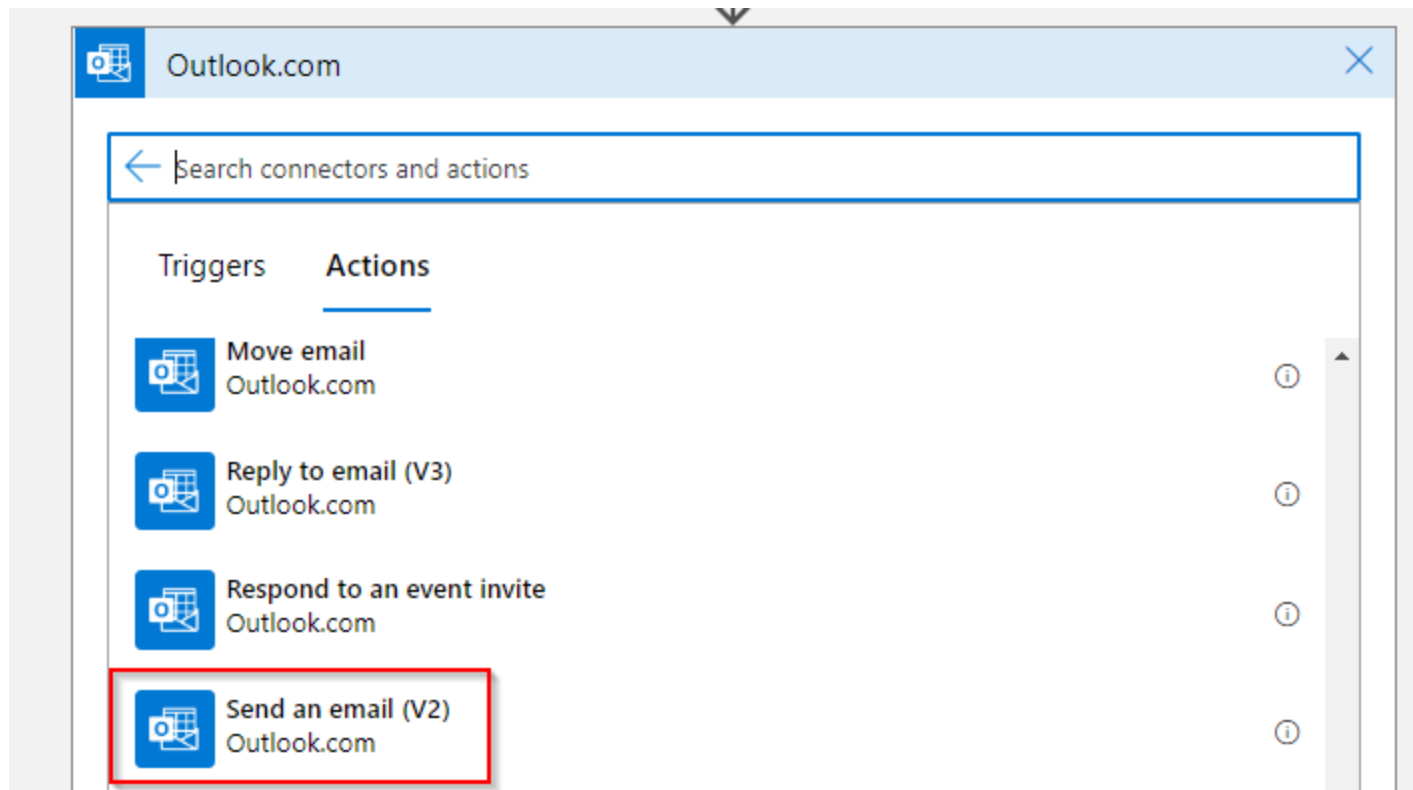 Outlook.com
Search connectors and actions
Triggers Actions
Move email
Outlook.com
Reply to email (V3)
Outlook.com
Respond to an event invite
Outlook.com
Send an email (V2)
Outlook.com